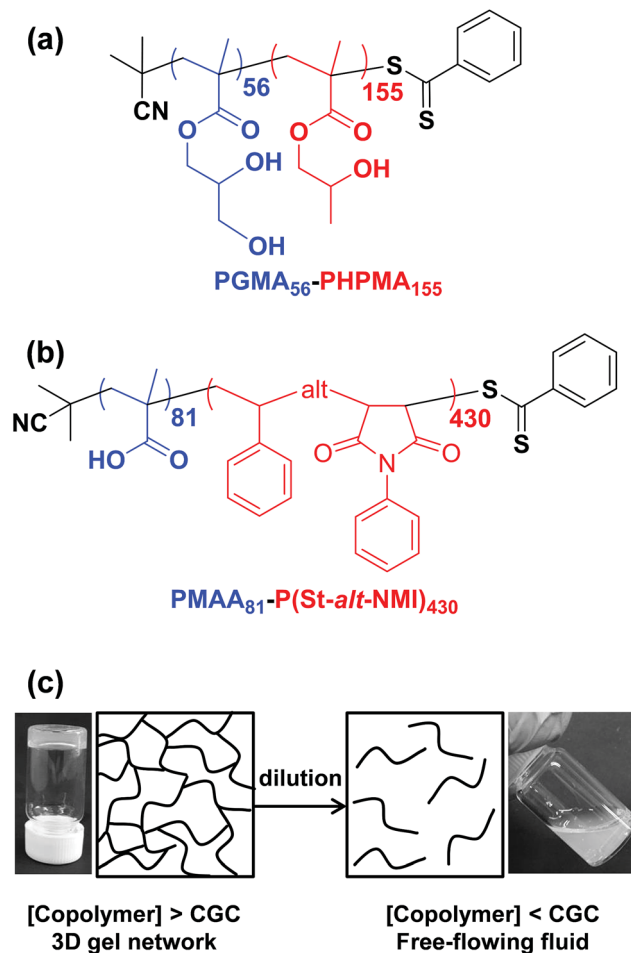 (a)
CN
O
O
OH
OH
56
O
O
OH
155
S
S
PGMA56-PHPMA155
(b)
NC
HO
O
81
alt
O
N
O
430
S
S
PMAA81-P(St-alt-NMI)430
(c)
dilution
[Copolymer] > CGC
3D gel network
[Copolymer] < CGC
Free-flowing fluid